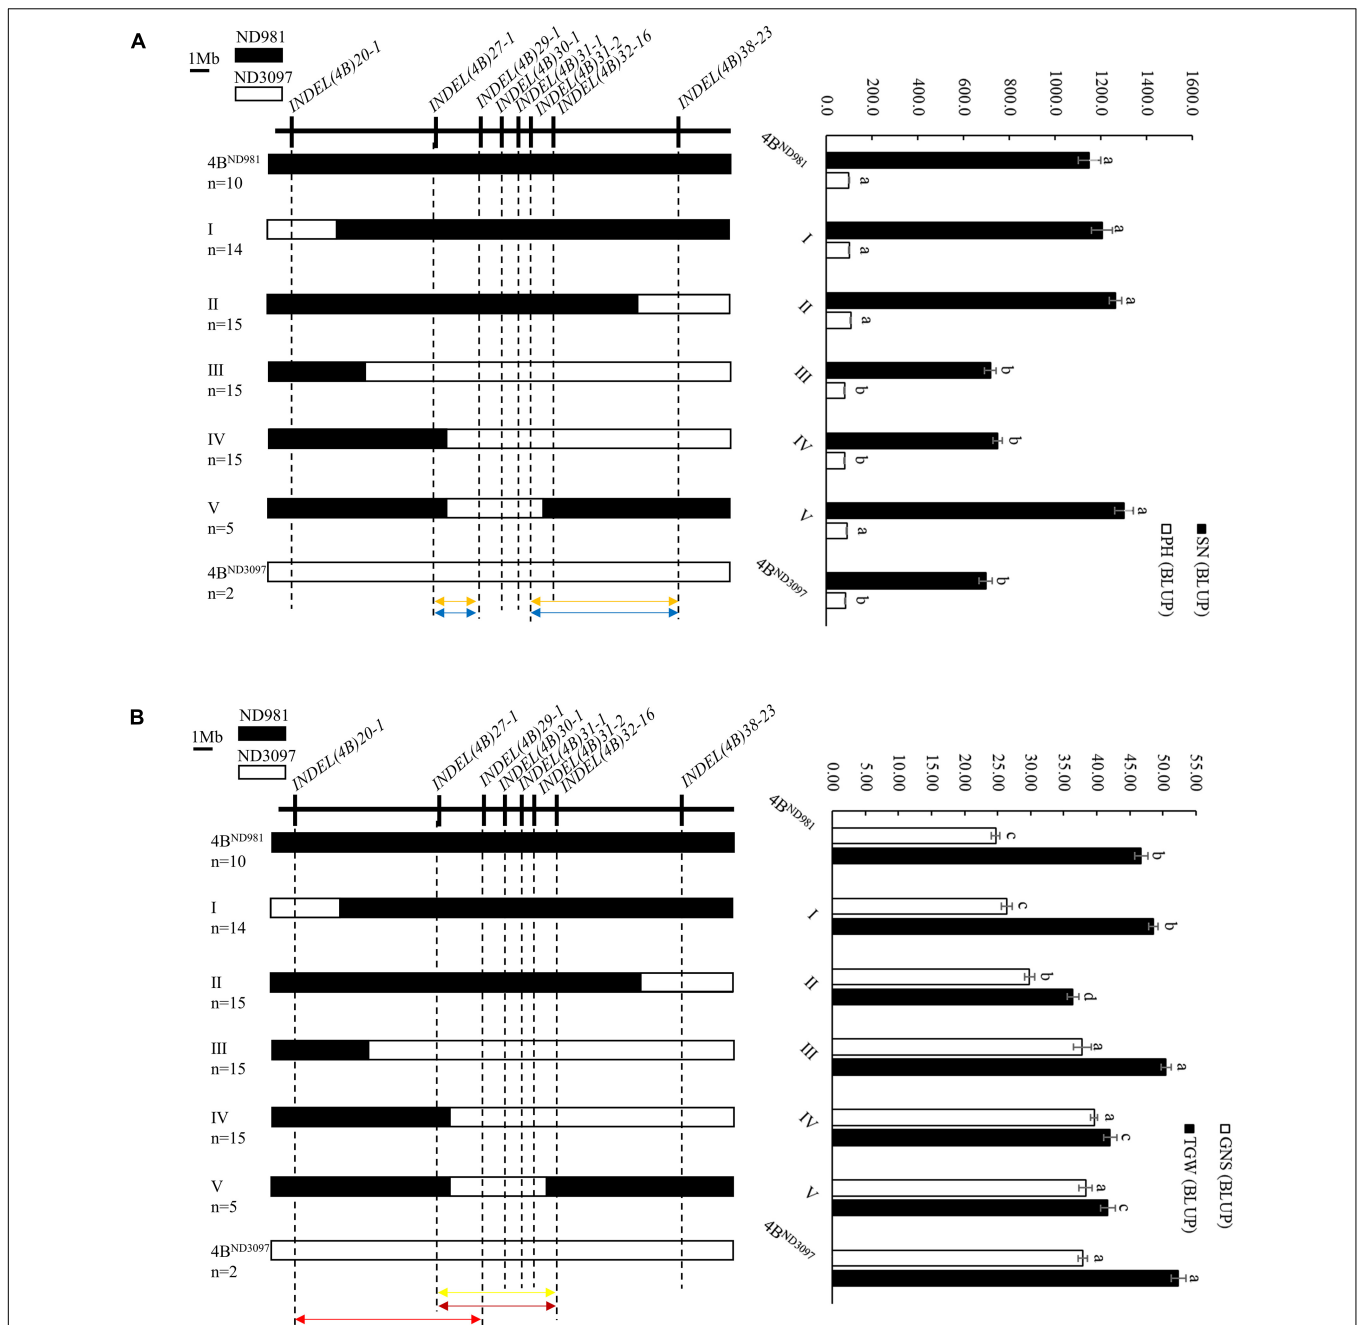 A
ND981
1Mb
ND3097
INDEL(4B)20-1
INDEL(4B)27-1
INDEL(4B)29-1
INDEL(4B)30-1
INDEL(4B)31-1
INDEL(4B)31-2
INDEL(4B)32-16
INDEL(4B)38-23
4BND981
n=10
I
n=14
II
n=15
III
n=15
IV
n=15
V
n=5
4BND3097
n=2
0.0
200.0
400.0
600.0
800.0
1000.0
1200.0
1400.0
1600.0
4BND981
a
a
I
a
a
II
a
a
III
b
b
IV
b
b
V
a
a
4BND3097
b
b
SN (BLUP)
PH (BLUP)
B
ND981
1Mb
ND3097
INDEL(4B)20-1
INDEL(4B)27-1
INDEL(4B)29-1
INDEL(4B)30-1
INDEL(4B)31-1
INDEL(4B)31-2
INDEL(4B)32-16
INDEL(4B)38-23
4BND981
n=10
I
n=14
II
n=15
III
n=15
IV
n=15
V
n=5
4BND3097
n=2
0.00
5.00
10.00
15.00
20.00
25.00
30.00
35.00
40.00
45.00
50.00
55.00
4BND981
c
b
I
c
b
II
b
d
III
a
a
IV
a
c
V
a
c
4BND3097
a
a
GNS (BLUP)
TGW (BLUP)